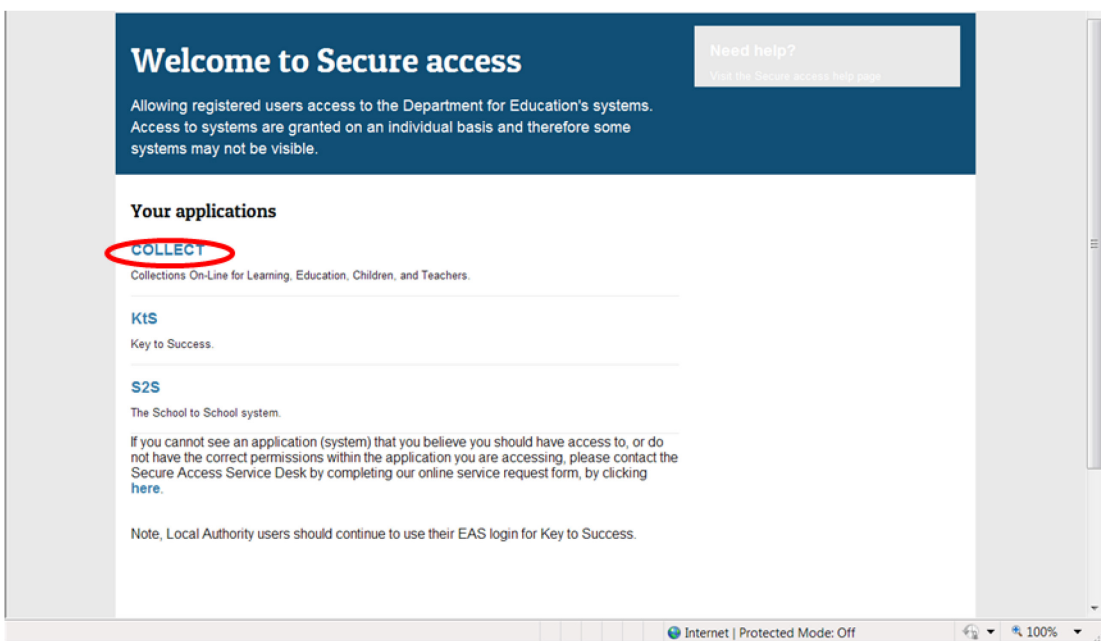 Welcome to Secure access
Need help?
Visit the Secure access help page
Allowing registered users access to the Department for Education's systems.
Access to systems are granted on an individual basis and therefore some
systems may not be visible.
Your applications
COLLECT
Collections On-Line for Learning, Education, Children, and Teachers.
KtS
Key to Success.
S2S
The School to School system.
If you cannot see an application (system) that you believe you should have access to, or do
not have the correct permissions within the application you are accessing, please contact the
Secure Access Service Desk by completing our online service request form, by clicking
here.
Note, Local Authority users should continue to use their EAS login for Key to Success.
Internet | Protected Mode: Off
100%